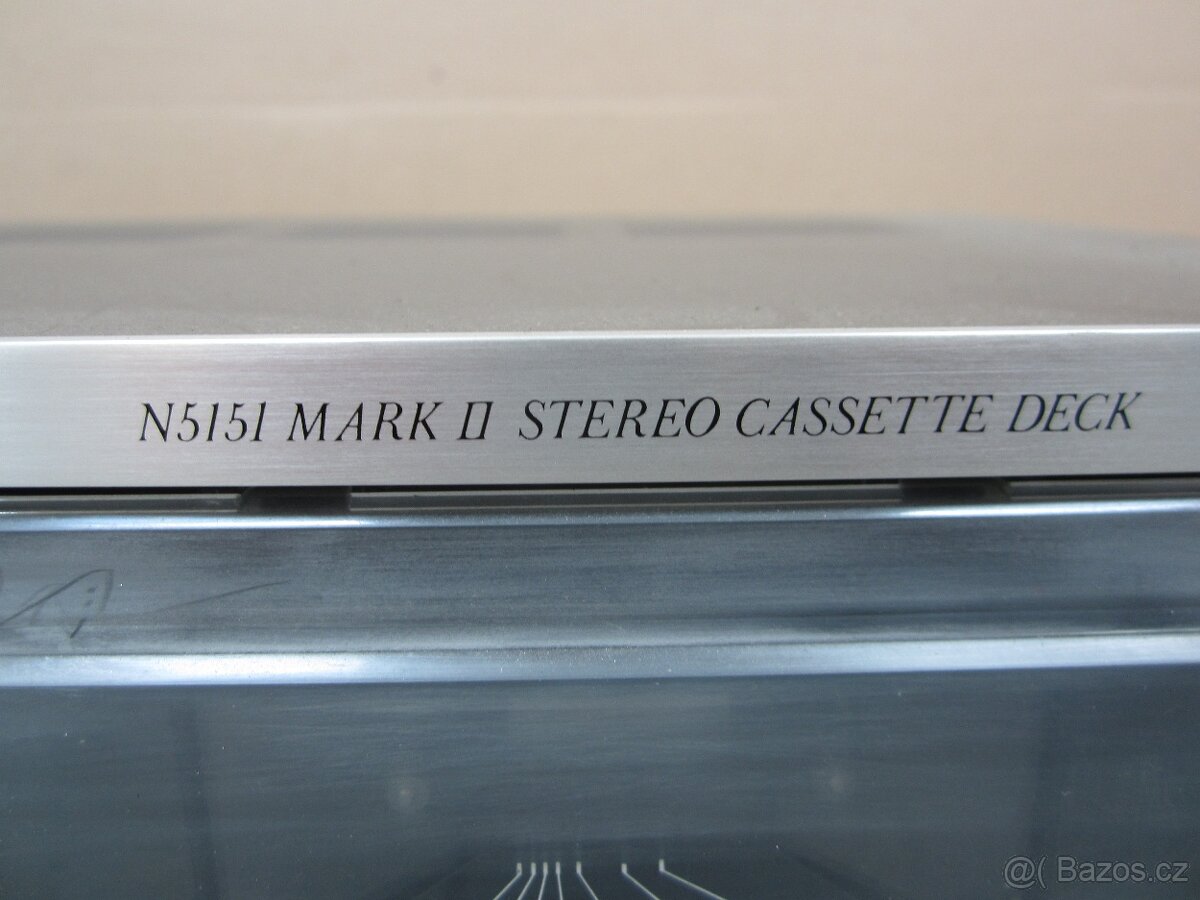 N5151 MARK II STEREO CASSETTE DECK
@( Bazos.cz